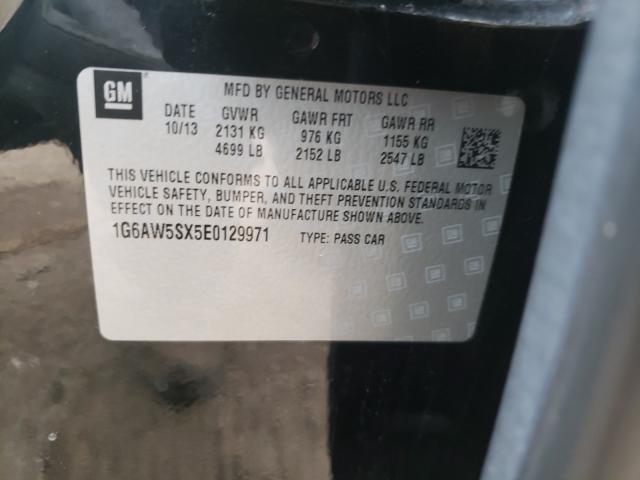 GM
MFD BY GENERAL MOTORS LLC
DATE GVWR GAWR FRT GAWR RR
10/13 2131 KG 976 KG 1155 KG
4699 LB 2152 LB 2547 LB
THIS VEHICLE CONFORMS TO ALL APPLICABLE U.S. FEDERAL MOTOR
VEHICLE SAFETY, BUMPER, AND THEFT PREVENTION STANDARDS
IN EFFECT ON THE DATE OF MANUFACTURE SHOWN ABOVE.
1G6AW5SX5E0129971 TYPE: PASS CAR